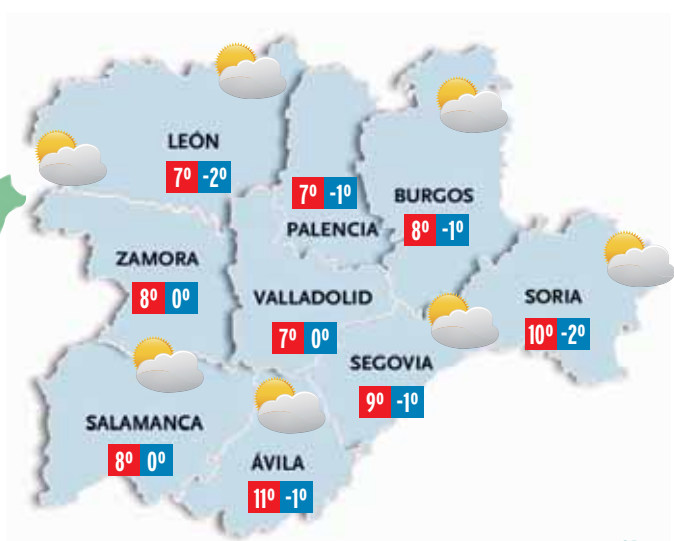 LEÓN
7º -2º
7º -1º
PALENCIA
BURGOS
8º -1º
ZAMORA
8º 0º
VALLADOLID
7º 0º
SORIA
10º -2º
SEGOVIA
9º -1º
SALAMANCA
8º 0º
ÁVILA
11º -1º